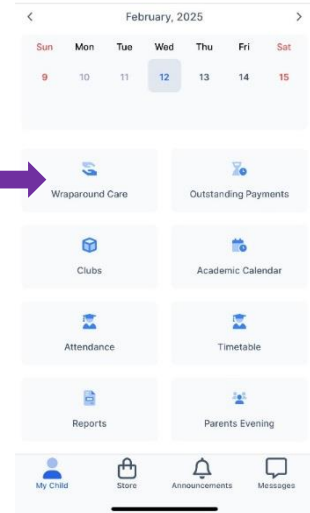 February, 2025
Sun Mon Tue Wed Thu Fri Sat
9 10 11 12 13 14 15
Wraparound Care Outstanding Payments
Clubs Academic Calendar
Attendance Timetable
Reports Parents Evening
My Child Store Announcements Messages